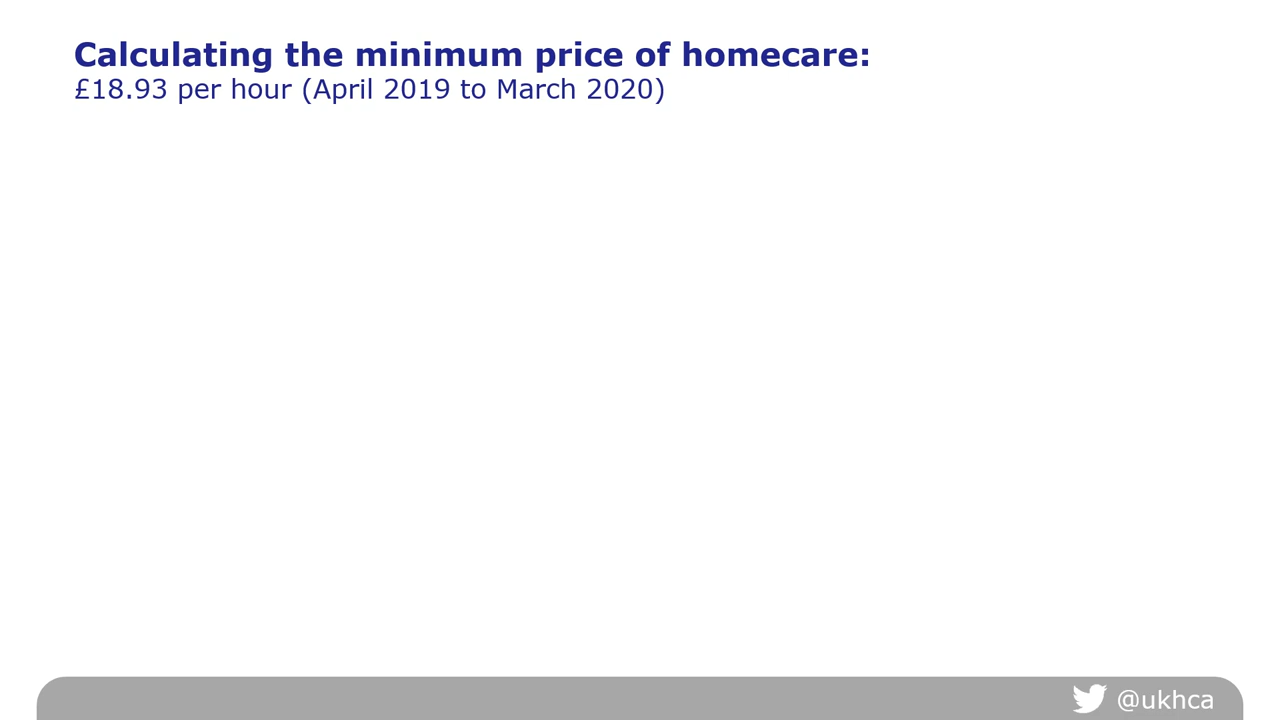 Calculating the minimum price of homecare:
£18.93 per hour (April 2019 to March 2020)
@ukhca